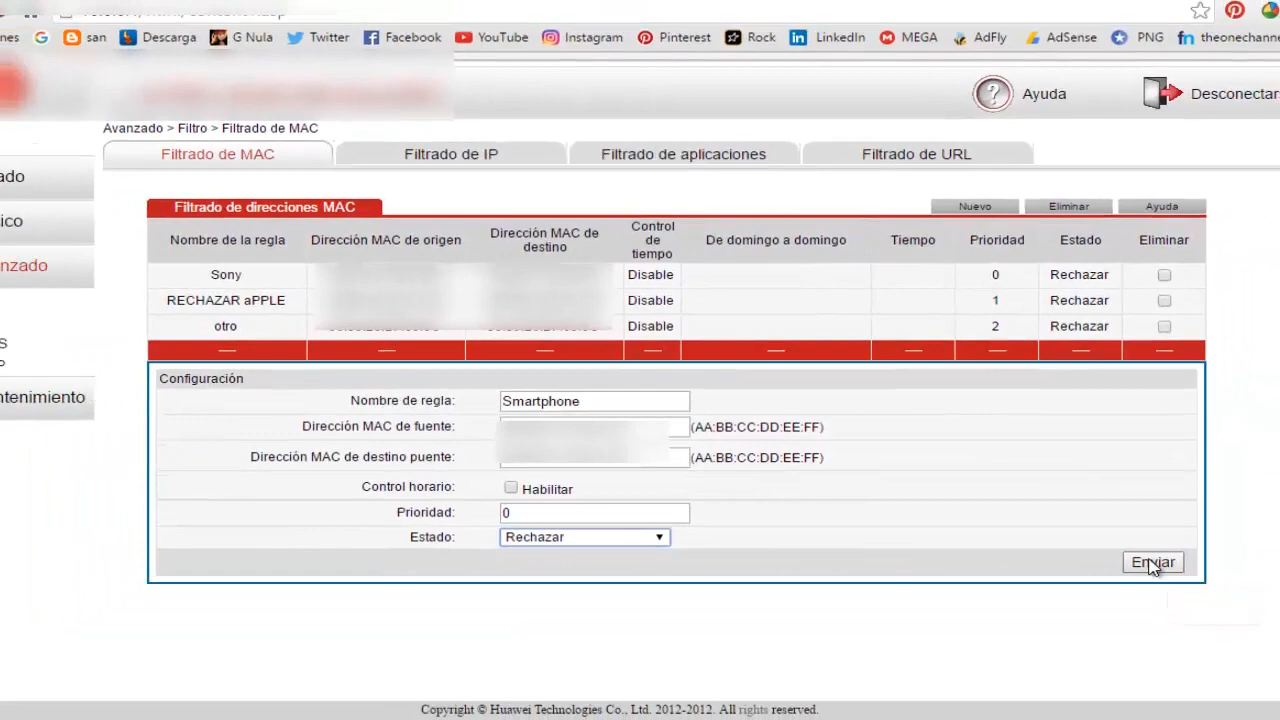 nes san Descarga G Nula Twitter Facebook YouTube Instagram Pinterest Rock LinkedIn MEGA AdFly AdSense PNG theonechann
? Ayuda Desconectar
Avanzado > Filtro > Filtrado de MAC
Filtrado de MAC Filtrado de IP Filtrado de aplicaciones Filtrado de URL
ado
ico
nzado
S
P
ntenimiento
Filtrado de direcciones MAC Nuevo Eliminar Ayuda
Nombre de la regla Dirección MAC de origen Dirección MAC de destino Control de tiempo De domingo a domingo Tiempo Prioridad Estado Eliminar
Sony Disable 0 Rechazar
RECHAZAR aPPLE Disable 1 Rechazar
otro Disable 2 Rechazar
Configuración
Nombre de regla: Smartphone
Dirección MAC de fuente: (AA:BB:CC:DD:EE:FF)
Dirección MAC de destino puente: (AA:BB:CC:DD:EE:FF)
Control horario: Habilitar
Prioridad: 0
Estado: Rechazar
Enviar
Copyright © Huawei Technologies Co., Ltd. 2012-2012. All rights reserved.